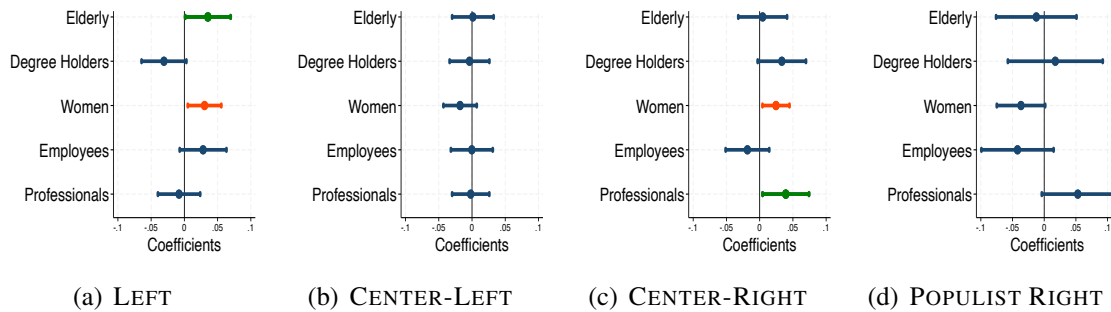 Elderly
Degree Holders
Women
Employees
Professionals
-.1 -.05 0 .05 .1
Coefficients
(a) LEFT
Elderly
Degree Holders
Women
Employees
Professionals
-.1 -.05 0 .05 .1
Coefficients
(b) CENTER-LEFT
Elderly
Degree Holders
Women
Employees
Professionals
-.1 -.05 0 .05 .1
Coefficients
(c) CENTER-RIGHT
Elderly
Degree Holders
Women
Employees
Professionals
-.1 -.05 0 .05 .1
Coefficients
(d) POPULIST RIGHT